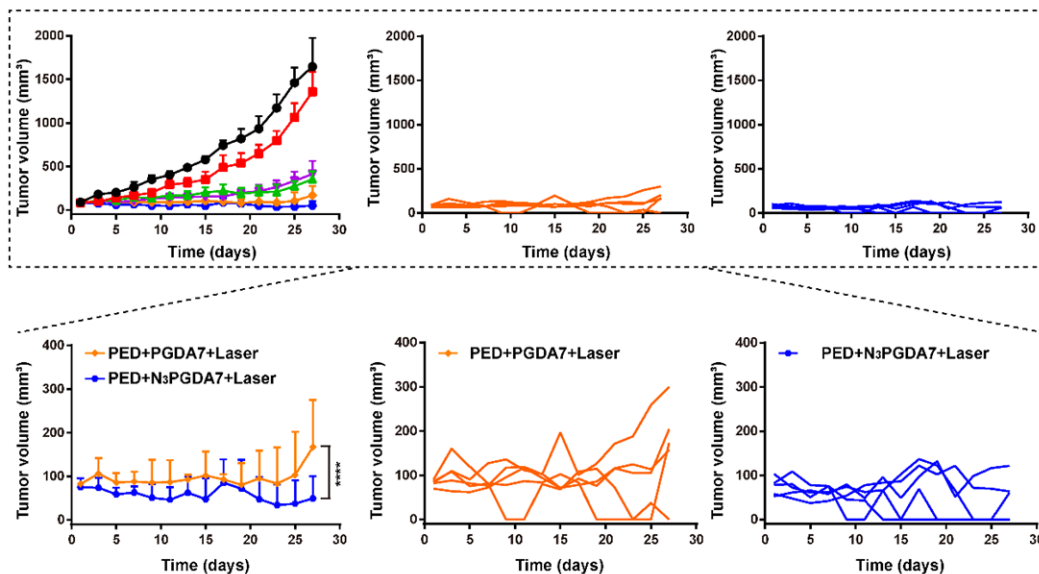 Tumor volume (mm³)
2000
1500
1000
500
0
0 5 10 15 20 25 30
Time (days)
Tumor volume (mm³)
2000
1500
1000
500
0
0 5 10 15 20 25 30
Time (days)
Tumor volume (mm³)
2000
1500
1000
500
0
0 5 10 15 20 25 30
Time (days)
Tumor volume (mm³)
400
300
200
100
0
PED+PGDA7+Laser
PED+N₃PGDA7+Laser
****
0 5 10 15 20 25 30
Time (days)
Tumor volume (mm³)
400
300
200
100
0
PED+PGDA7+Laser
0 5 10 15 20 25 30
Time (days)
Tumor volume (mm³)
400
300
200
100
0
PED+N₃PGDA7+Laser
0 5 10 15 20 25 30
Time (days)